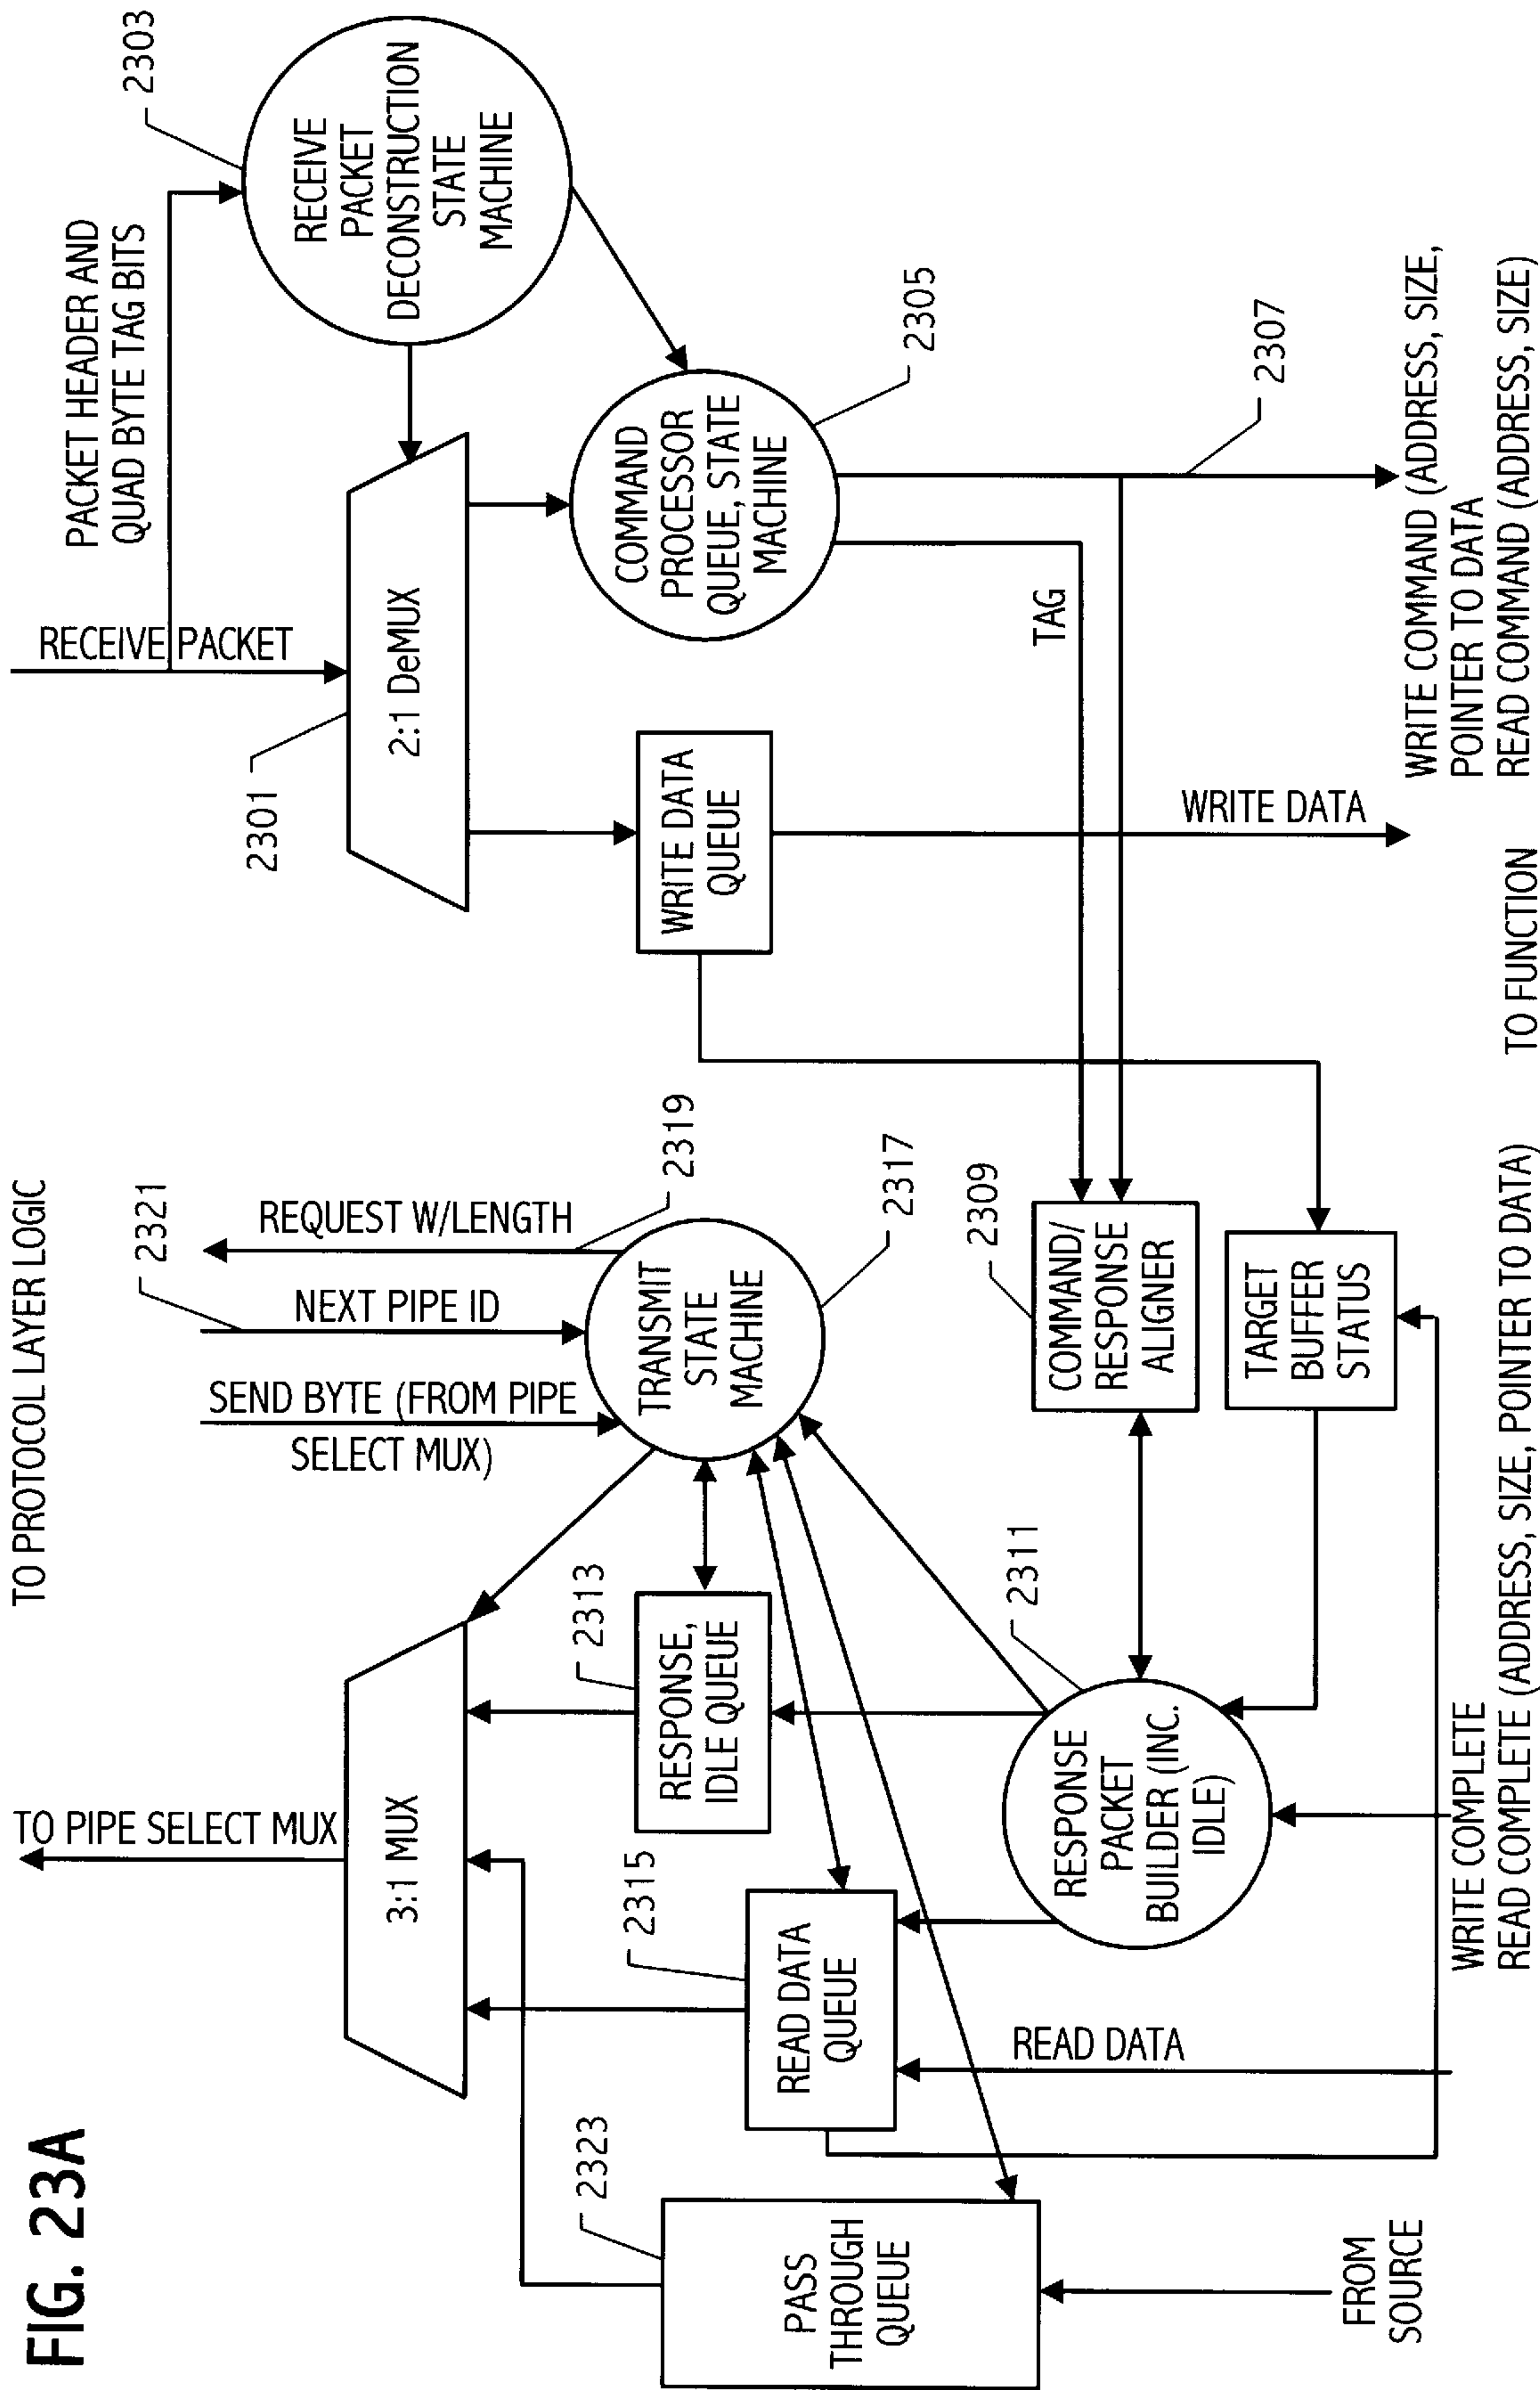 FIG. 23A
TO PROTOCOL LAYER LOGIC
TO PIPE SELECT MUX
3:1 MUX
2321
REQUEST W/LENGTH
2319
NEXT PIPE ID
SEND BYTE (FROM PIPE
SELECT MUX)
TRANSMIT
STATE
MACHINE
2317
2313
RESPONSE,
IDLE QUEUE
2315
READ DATA
QUEUE
2323
PASS
THROUGH
QUEUE
FROM
SOURCE
READ DATA
2311
RESPONSE
PACKET
BUILDER (INC.
IDLE)
2309
COMMAND/
RESPONSE
ALIGNER
TARGET
BUFFER
STATUS
WRITE COMPLETE
READ COMPLETE (ADDRESS, SIZE, POINTER TO DATA)
TO FUNCTION
RECEIVE PACKET
PACKET HEADER AND
QUAD BYTE TAG BITS
2303
RECEIVE
PACKET
DECONSTRUCTION
STATE
MACHINE
2301
2:1 DeMUX
WRITE DATA
QUEUE
COMMAND
PROCESSOR
QUEUE, STATE
MACHINE
2305
TAG
2307
WRITE DATA
WRITE COMMAND (ADDRESS, SIZE,
POINTER TO DATA
READ COMMAND (ADDRESS, SIZE)